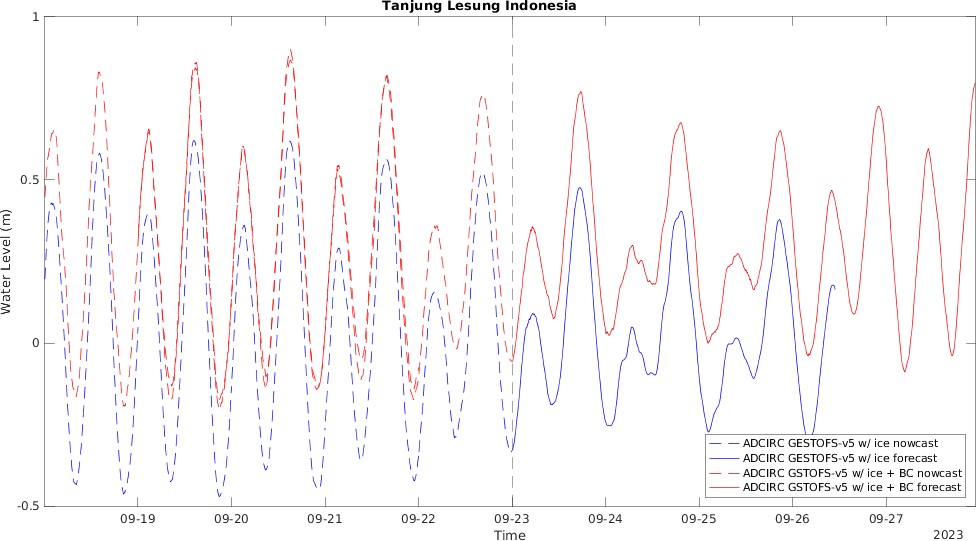 Tanjung Lesung Indonesia
1
0.5
0
-0.5
Water Level (m)
ADCIRC GESTOFS-v5 w/ ice nowcast
ADCIRC GESTOFS-v5 w/ ice forecast
ADCIRC GSTOFS-v5 w/ ice + BC nowcast
ADCIRC GSTOFS-v5 w/ ice + BC forecast
09-19 09-20 09-21 09-22 09-23 09-24 09-25 09-26 09-27
Time
2023